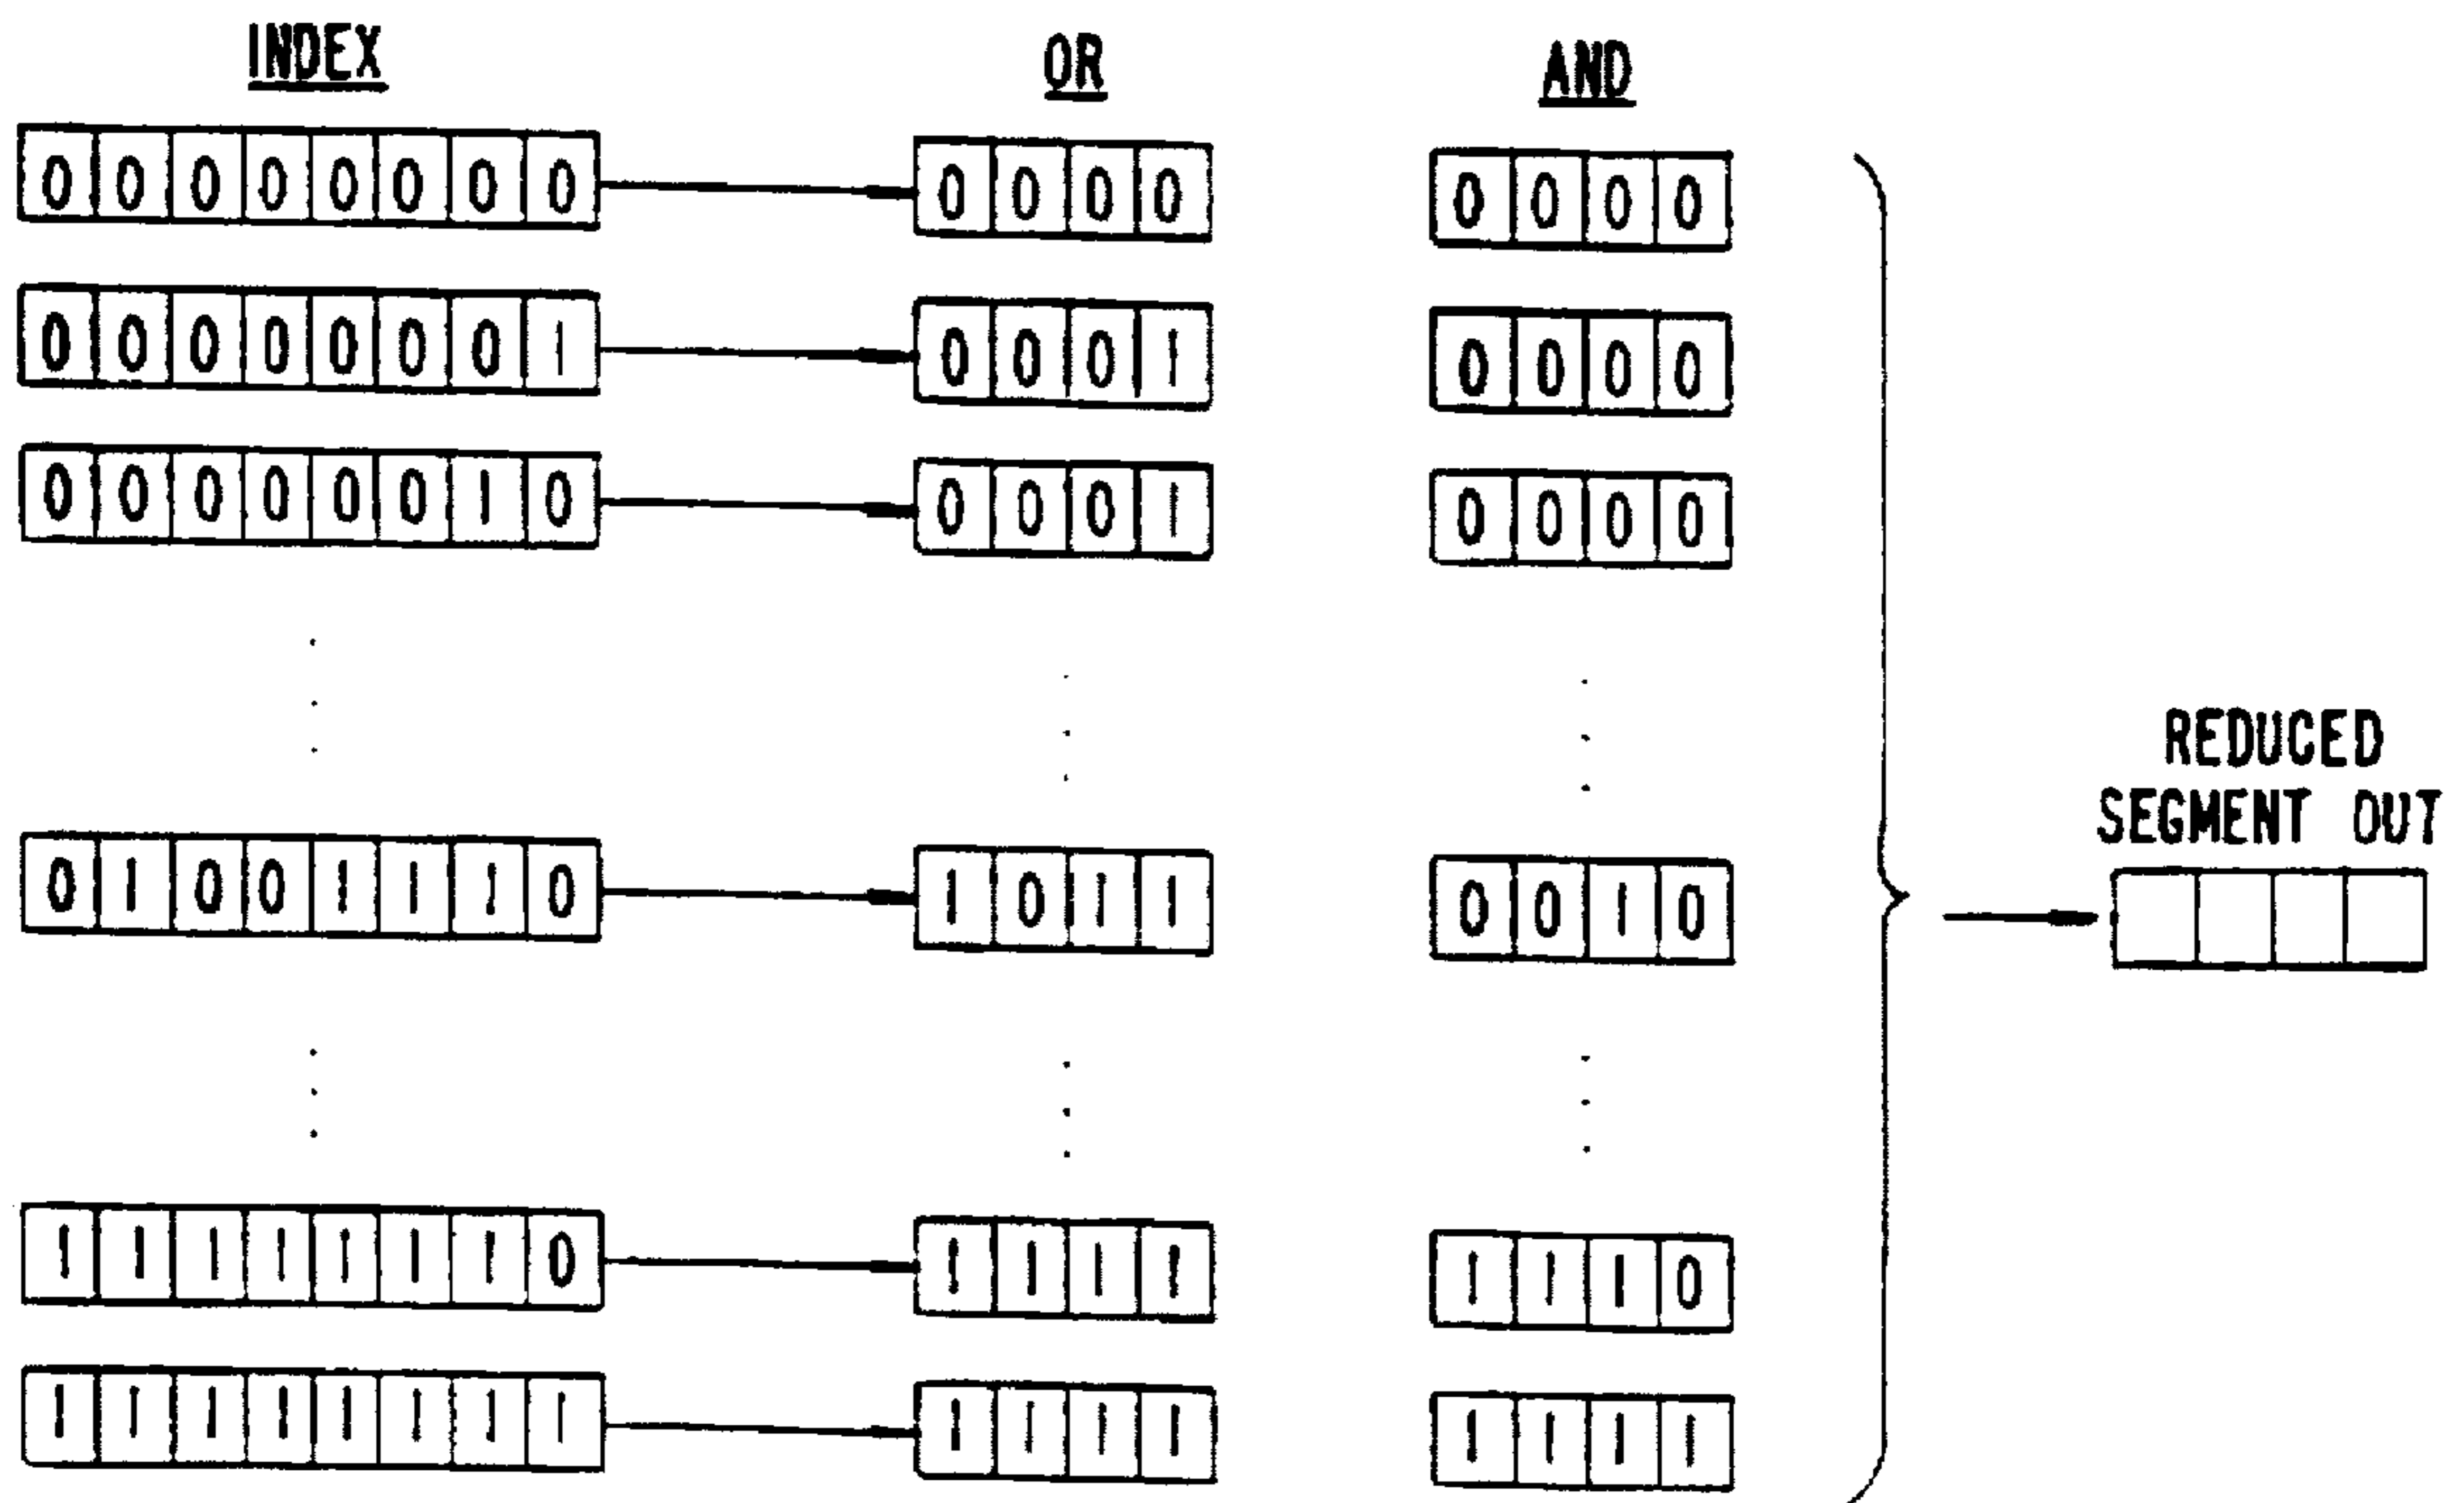 INDEX OR AND
0 0 0 0 0 0 0 0 0 0 0 0 0 0 0 0
0 0 0 0 0 0 0 1 0 0 0 1 0 0 0 0
0 0 0 0 0 0 1 0 0 0 0 1 0 0 0 0
0 1 0 0 1 1 1 0 1 0 1 1 0 0 1 0
REDUCED
SEGMENT OUT
1 1 1 1 1 1 1 0 1 1 1 1 1 1 1 0
1 1 1 1 1 1 1 1 1 1 1 1 1 1 1 1